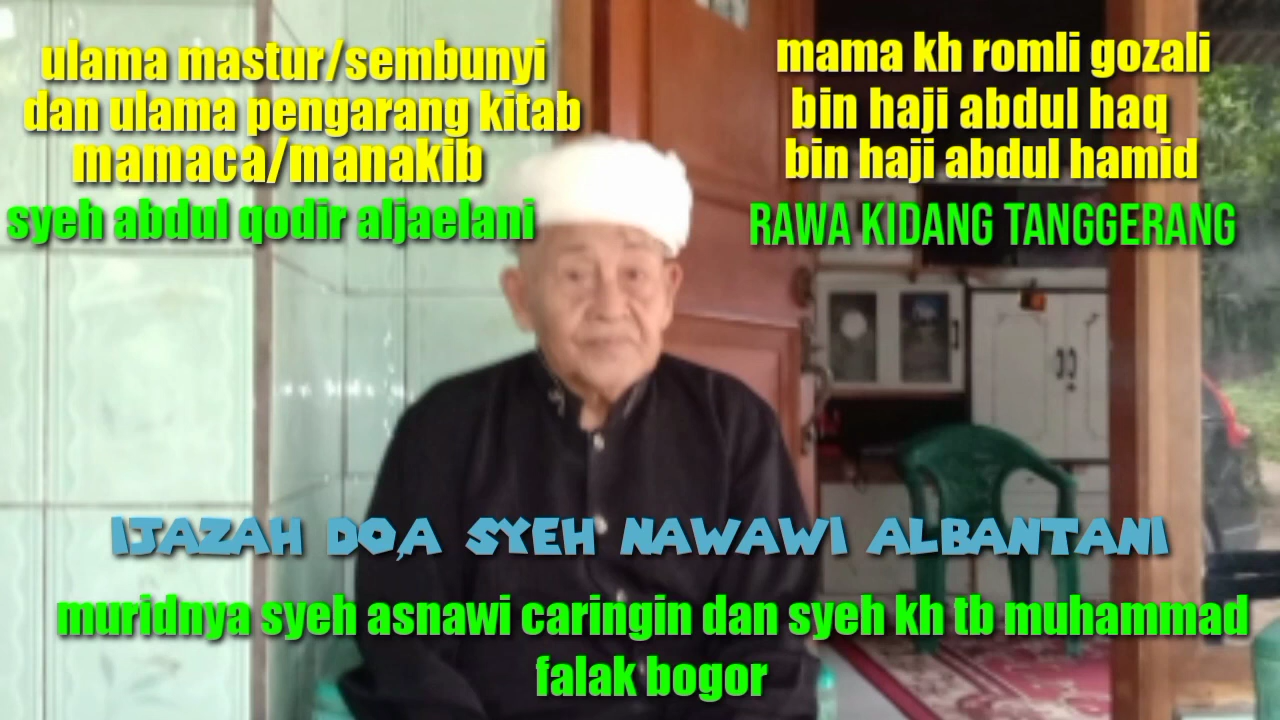 ulama mastur/sembunyi
dan ulama pengarang kitab
mamaca/manakib
syeh abdul qodir aljaelani
mama kh romli gozali
bin haji abdul haq
bin haji abdul hamid
RAWA KIDANG TANGGERANG
IJAZAH DO,A SYEH NAWAWI ALBANTANI
muridnya syeh asnawi caringin dan syeh kh tb muhammad
falak bogor